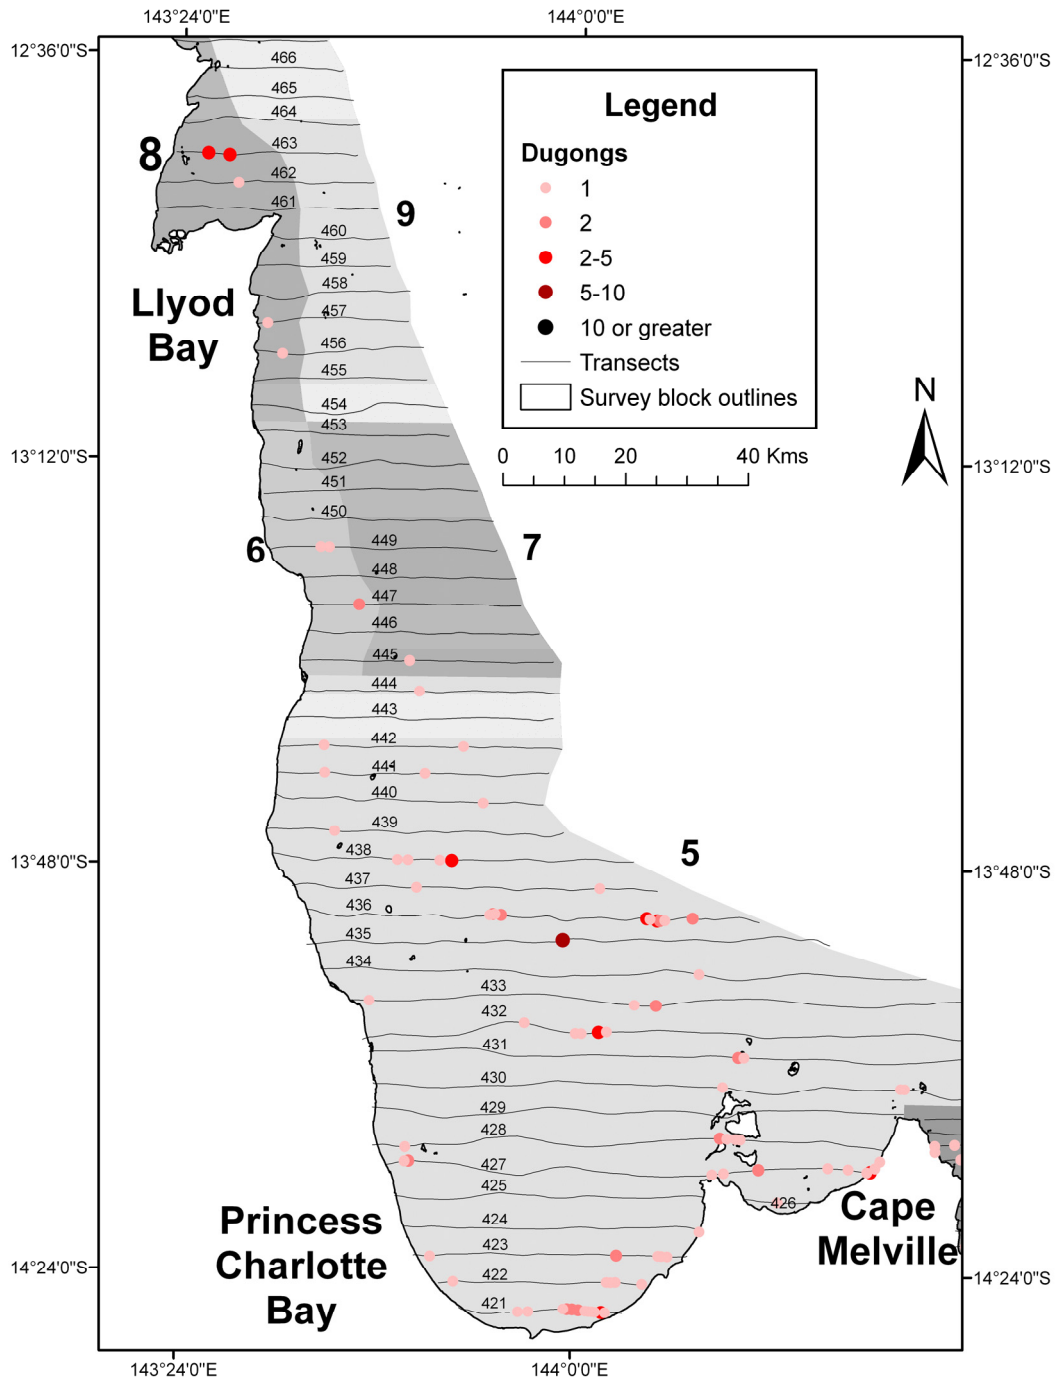 143°24'0"E
144°0'0"E
12°36'0"S
12°36'0"S
466
465
464
463
462
461
460
459
458
457
456
455
454
453
452
451
450
449
448
447
446
445
444
443
442
441
440
439
438
437
436
435
434
433
432
431
430
429
428
427
425
426
424
423
422
421
8
9
6
7
5
Llyod
Bay
Legend
Dugongs
1
2
2-5
5-10
10 or greater
Transects
Survey block outlines
0 10 20 40 Kms
N
13°12'0"S
13°12'0"S
13°48'0"S
13°48'0"S
Princess
Charlotte
Bay
Cape
Melville
14°24'0"S
14°24'0"S
143°24'0"E
144°0'0"E